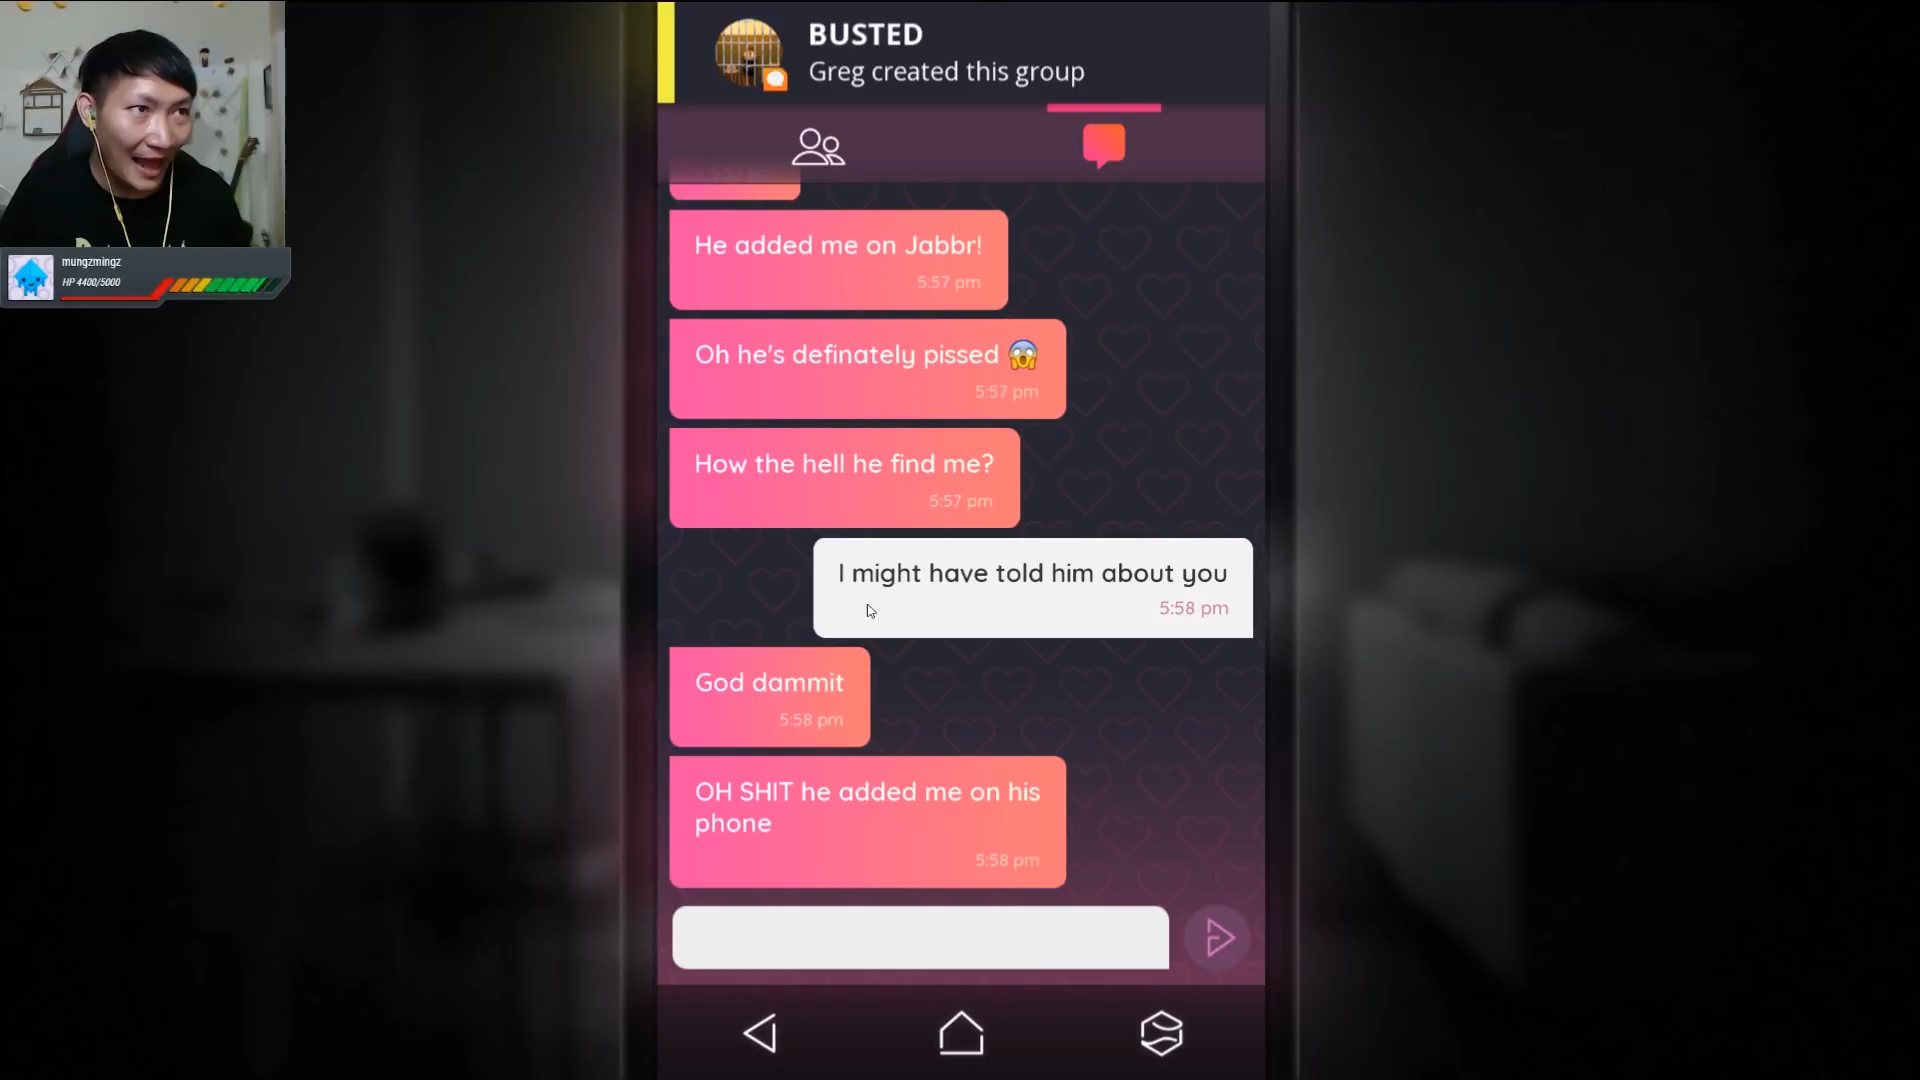 BUSTED
Greg created this group
mungzmingz
HP 4400/5000
He added me on Jabbr!
5:57 pm
Oh he's definately pissed 😱
5:57 pm
How the hell he find me?
5:57 pm
I might have told him about you
5:58 pm
God dammit
5:58 pm
OH SHIT he added me on his
phone
5:58 pm